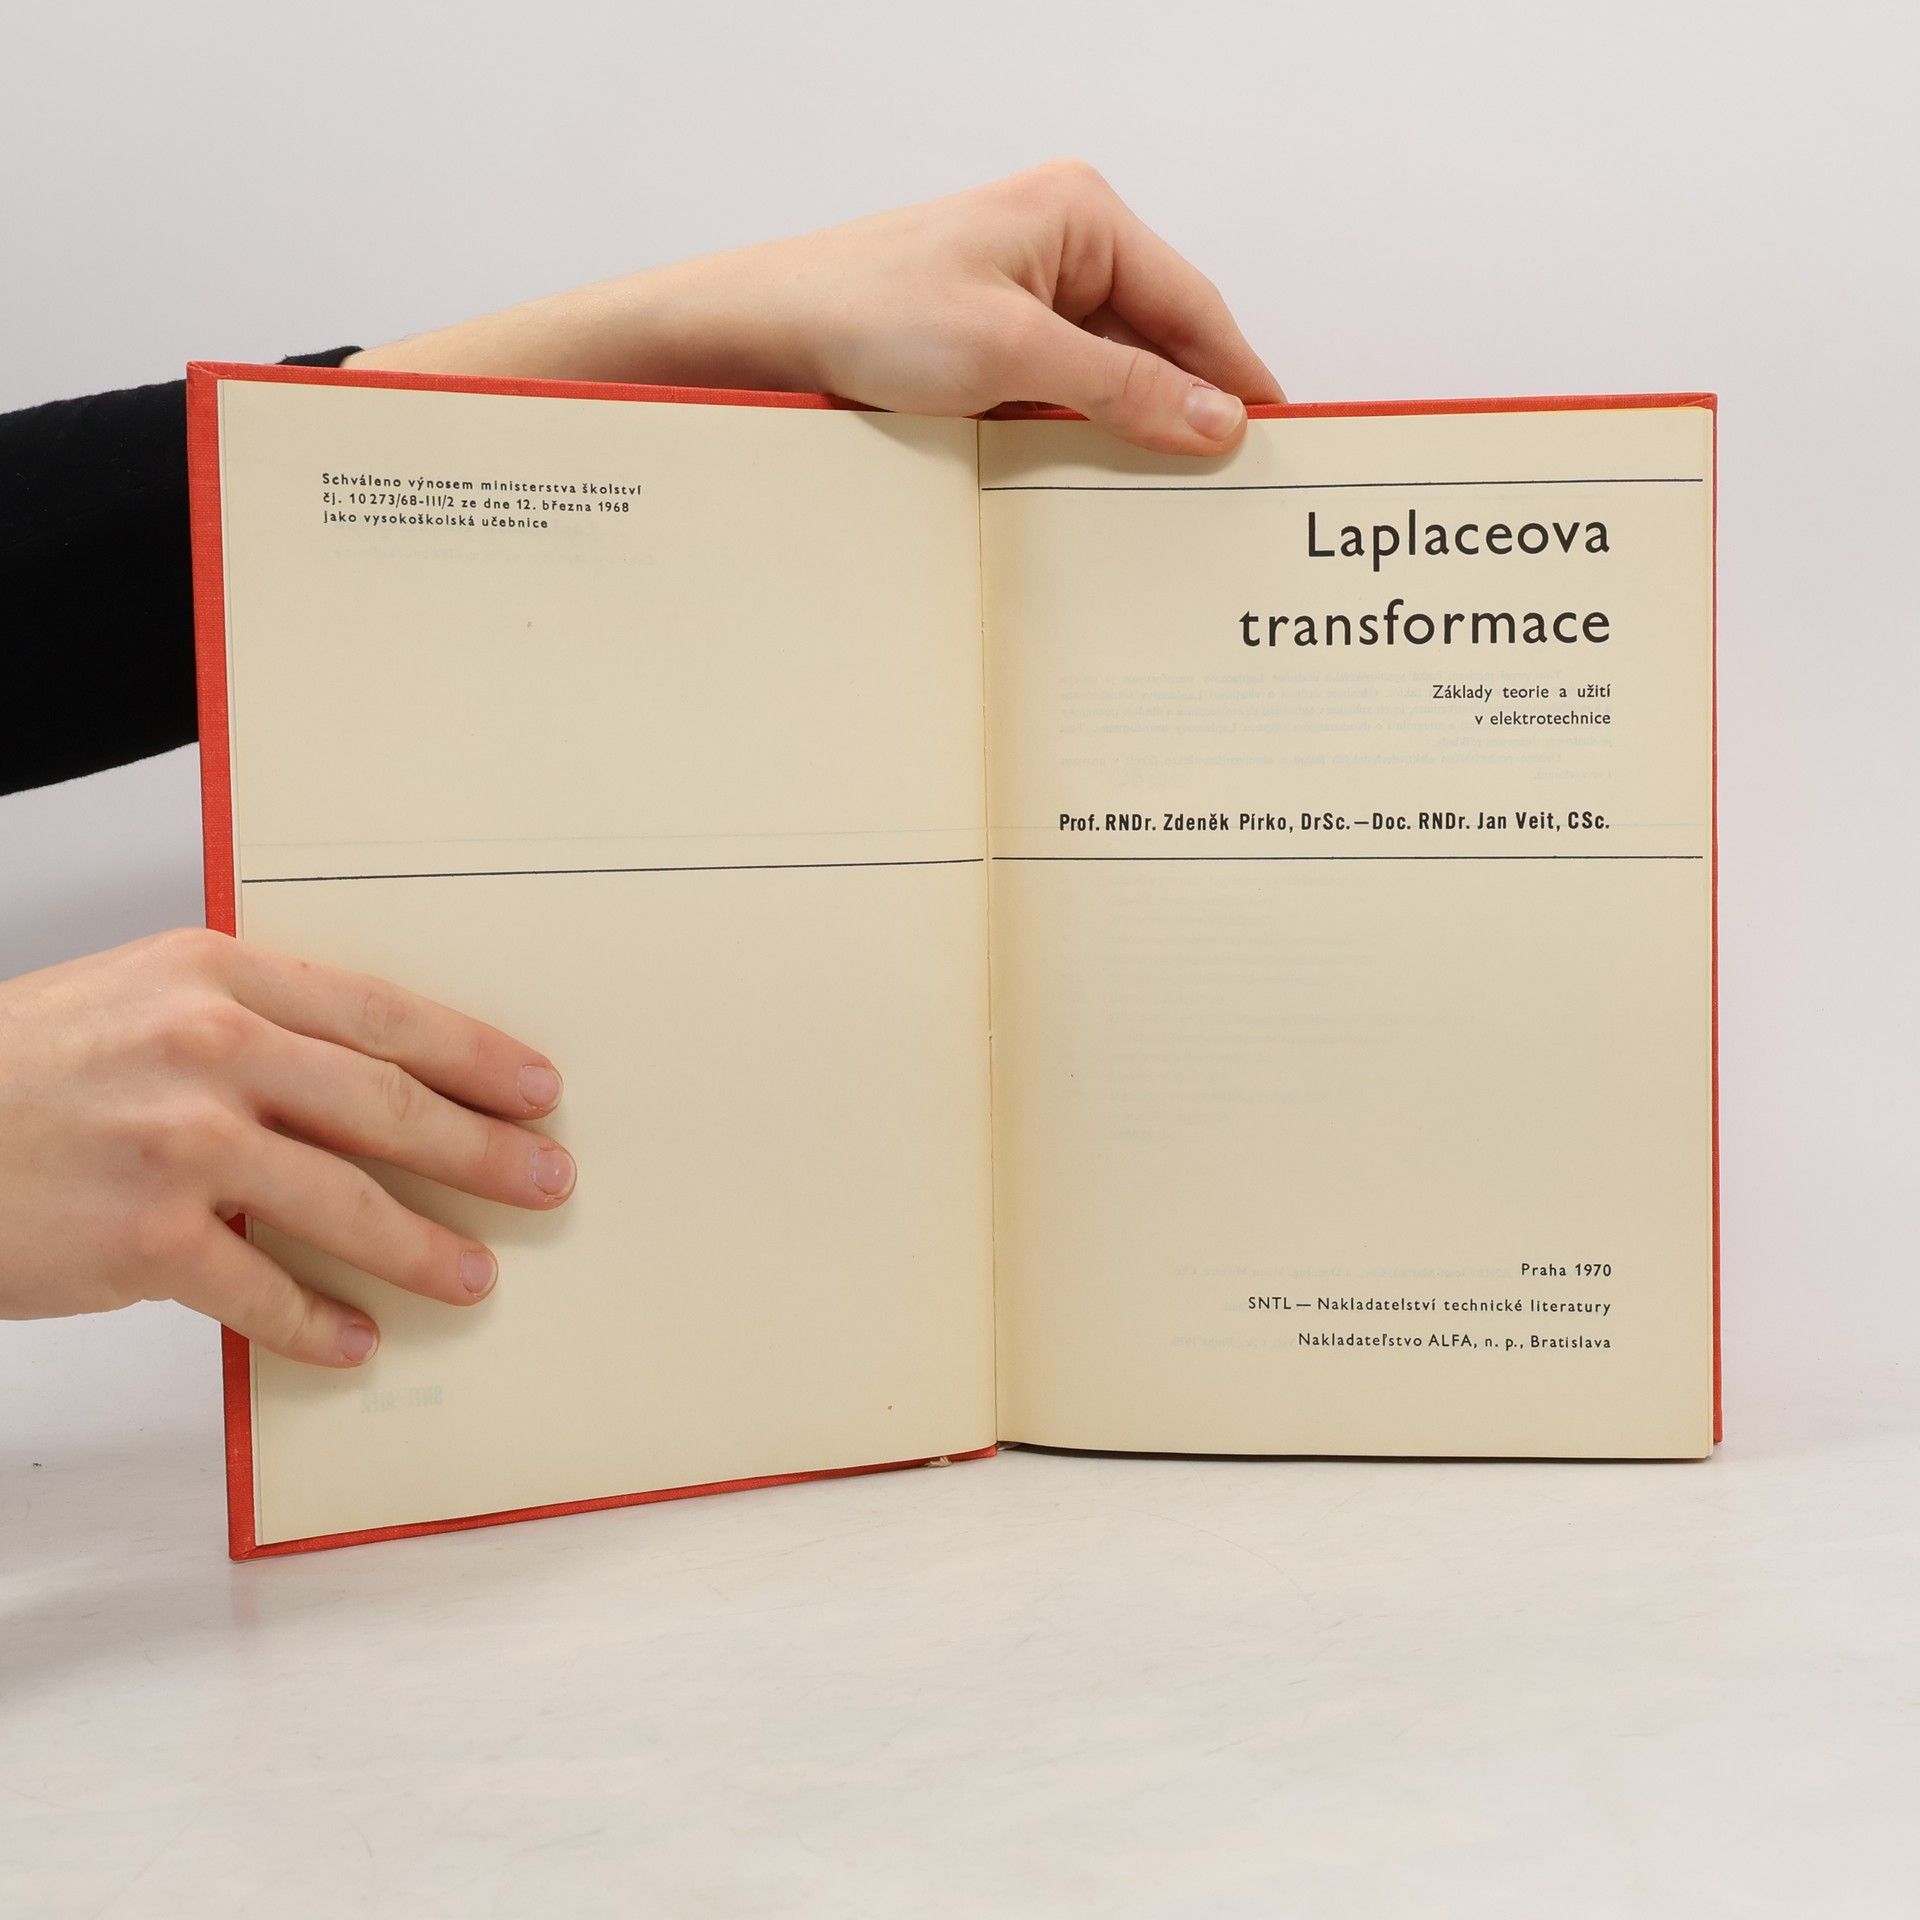 Schváleno výnosem ministerstva školství
čj. 10273/68-III/2 ze dne 12. března 1968
jako vysokoškolská učebnice
Laplaceova
transformace
Základy teorie a užití
v elektrotechnice
Prof. RNDr. Zdeněk Pírko, DrSc.—Doc. RNDr. Jan Veit, CSc.
Praha 1970
SNTL — Nakladatelství technické literatury
Nakladateľstvo ALFA, n. p., Bratislava